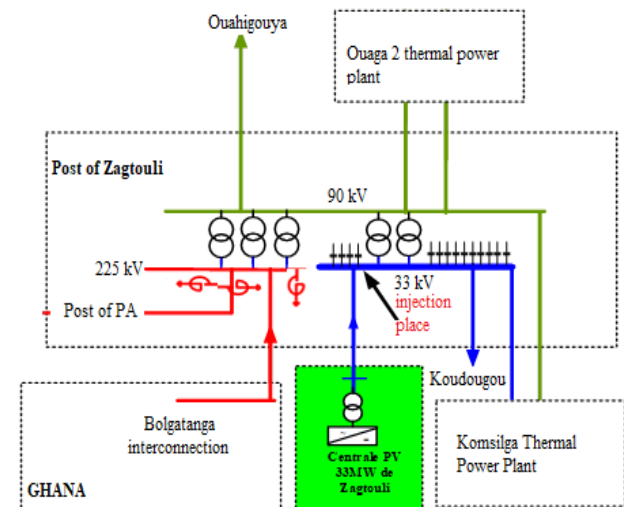 Ouahigouya
Ouaga 2 thermal power
plant
Post of Zagtouli
90 kV
225 kV
33 kV
injection
place
Post of PA
Koudougou
Bolgatanga
interconnection
GHANA
Centrale PV
33MW de
Zagtouli
Komsilga Thermal
Power Plant